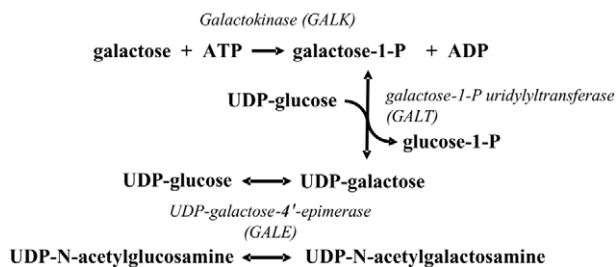 Galactokinase (GALK)
galactose + ATP → galactose-1-P + ADP
UDP-glucose
galactose-1-P uridylyltransferase
(GALT)
glucose-1-P
UDP-glucose ↔ UDP-galactose
UDP-galactose-4'-epimerase
(GALE)
UDP-N-acetylglucosamine ↔ UDP-N-acetylgalactosamine